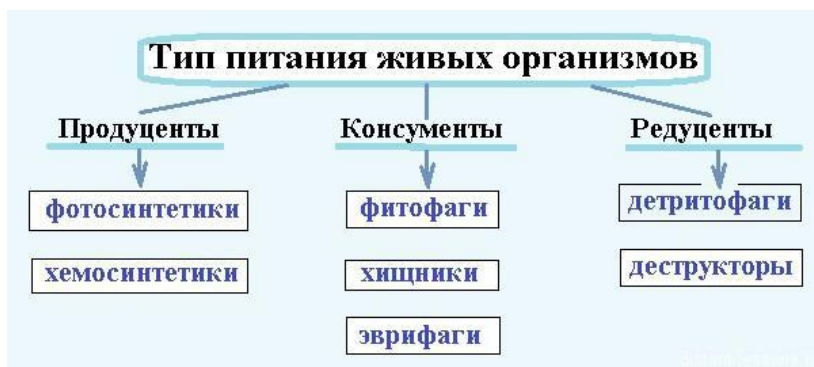 Тип питания живых организмов
Продуценты
Консументы
Редуценты
фотосинтетики
фитофаги
детритофаги
хемосинтетики
хищники
деструкторы
эврифаги